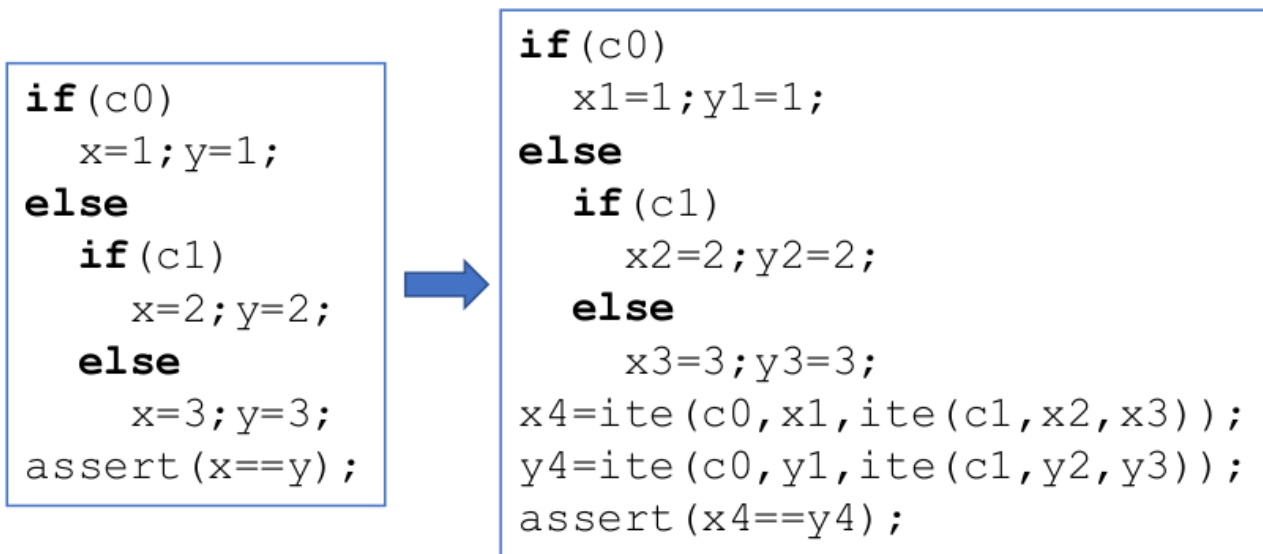 if(c0)
  x=1;y=1;
else
  if(c1)
    x=2;y=2;
  else
    x=3;y=3;
assert(x==y);
if(c0)
  x1=1;y1=1;
else
  if(c1)
    x2=2;y2=2;
  else
    x3=3;y3=3;
x4=ite(c0,x1,ite(c1,x2,x3));
y4=ite(c0,y1,ite(c1,y2,y3));
assert(x4==y4);